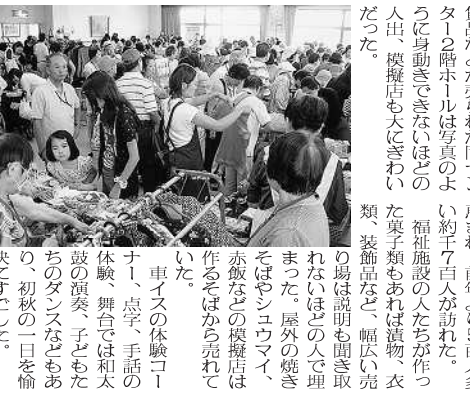 ター２階ホールは写真のよ
うに身動きできないほどの
人出、模擬店も大にぎわい
だった。
い約千７百人が訪れた。
福祉施設の人たちが作っ
た菓子類もあれば漬物、衣
類、装飾品など、幅広い売
り場は説明も聞き取
れないほどの人で埋
まった。屋外の焼き
そばやシュウマイ、
赤飯などの模擬店は
作るそばから売れて
いた。
車イスの体験コー
ナー、点字、手話の
体験、舞台では和太
鼓の演奏、子どもた
ちのダンスなどもあ
り、初秋の一日を愉
快にすごした。